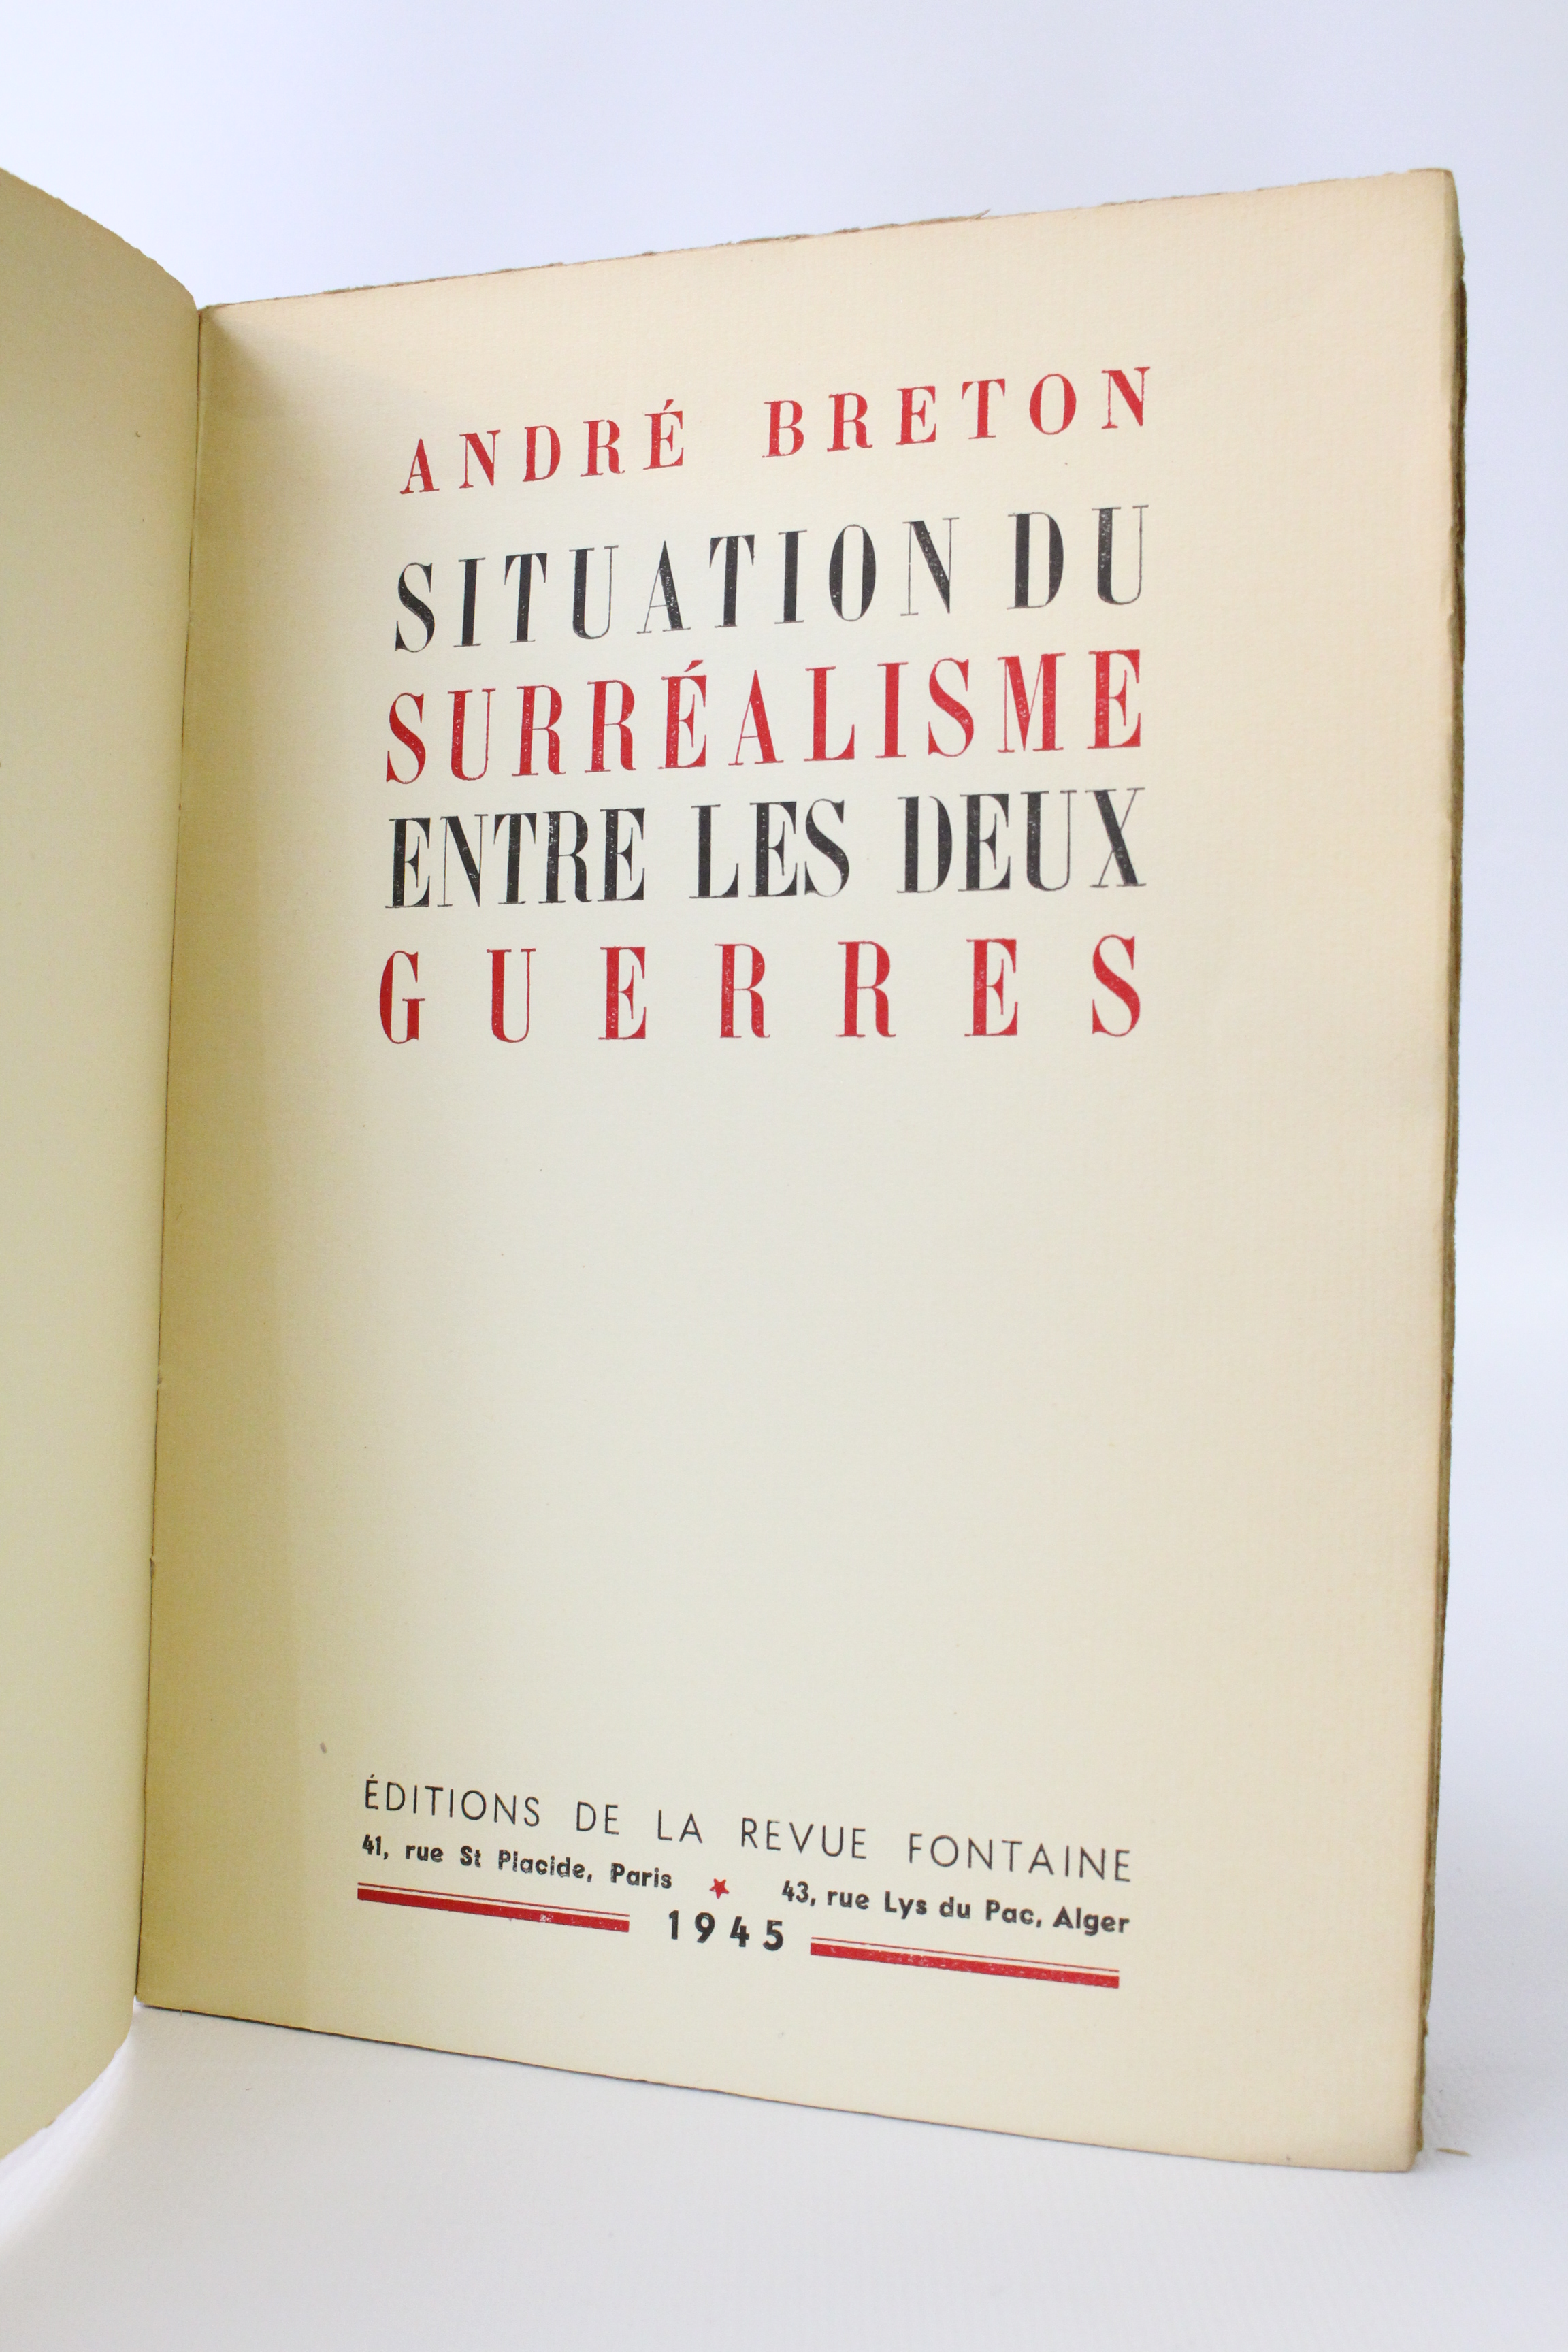 ANDRÉ BRETON
SITUATION DU
SURRÉALISME
ENTRE LES DEUX
GUERRES
ÉDITIONS DE LA REVUE FONTAINE
41, rue St Placide, Paris ★ 43, rue Lys du Pac, Alger
1945